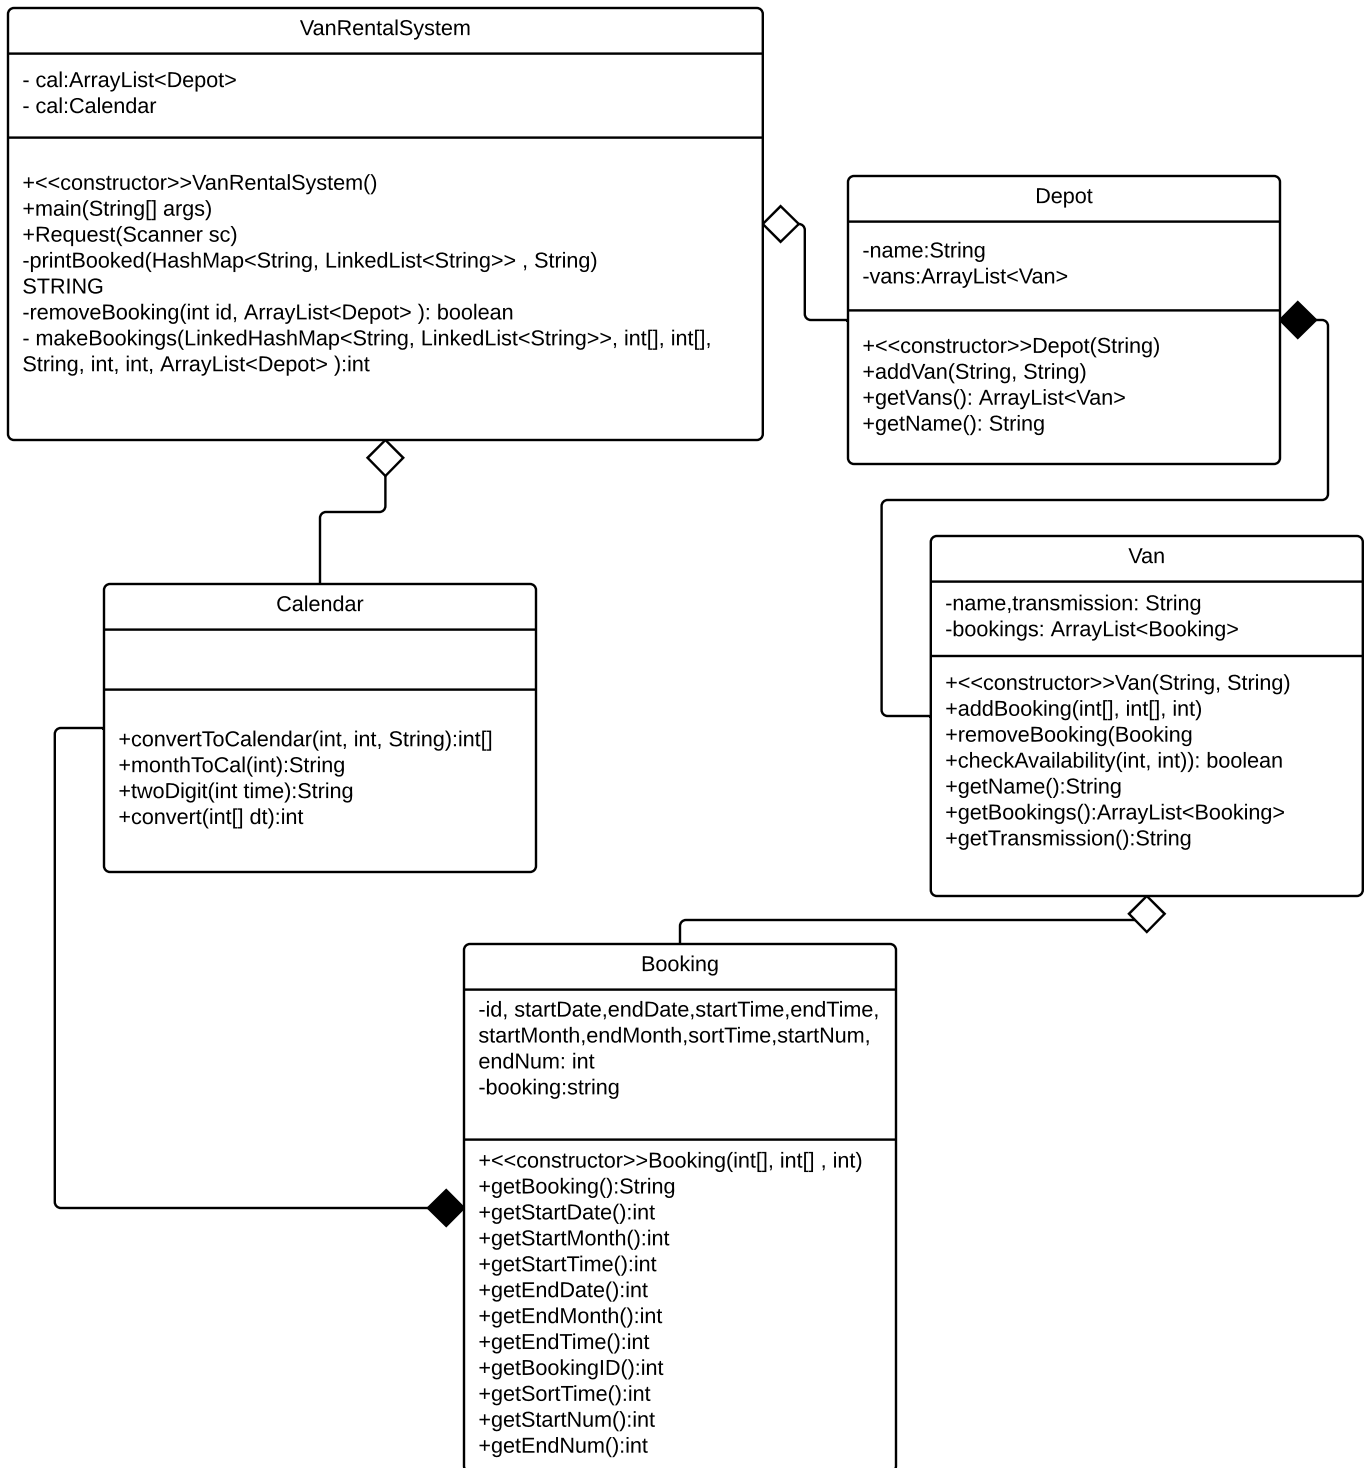 VanRentalSystem
- cal:ArrayList<Depot>
- cal:Calendar
+<<constructor>>VanRentalSystem()
+main(String[] args)
+Request(Scanner sc)
-printBooked(HashMap<String, LinkedList<String>> , String)
STRING
-removeBooking(int id, ArrayList<Depot> ): boolean
- makeBookings(LinkedHashMap<String, LinkedList<String>>, int[], int[],
String, int, int, ArrayList<Depot> ):int
Depot
-name:String
-vans:ArrayList<Van>
+<<constructor>>Depot(String)
+addVan(String, String)
+getVans(): ArrayList<Van>
+getName(): String
Calendar
+convertToCalendar(int, int, String):int[]
+monthToCal(int):String
+twoDigit(int time):String
+convert(int[] dt):int
Van
-name,transmission: String
-bookings: ArrayList<Booking>
+<<constructor>>Van(String, String)
+addBooking(int[], int[], int)
+removeBooking(Booking
+checkAvailability(int, int)): boolean
+getName():String
+getBookings():ArrayList<Booking>
+getTransmission():String
Booking
-id, startDate,endDate,startTime,endTime,
startMonth,endMonth,sortTime,startNum,
endNum: int
-booking:string
+<<constructor>>Booking(int[], int[] , int)
+getBooking():String
+getStartDate():int
+getStartMonth():int
+getStartTime():int
+getEndDate():int
+getEndMonth():int
+getEndTime():int
+getBookingID():int
+getSortTime():int
+getStartNum():int
+getEndNum():int